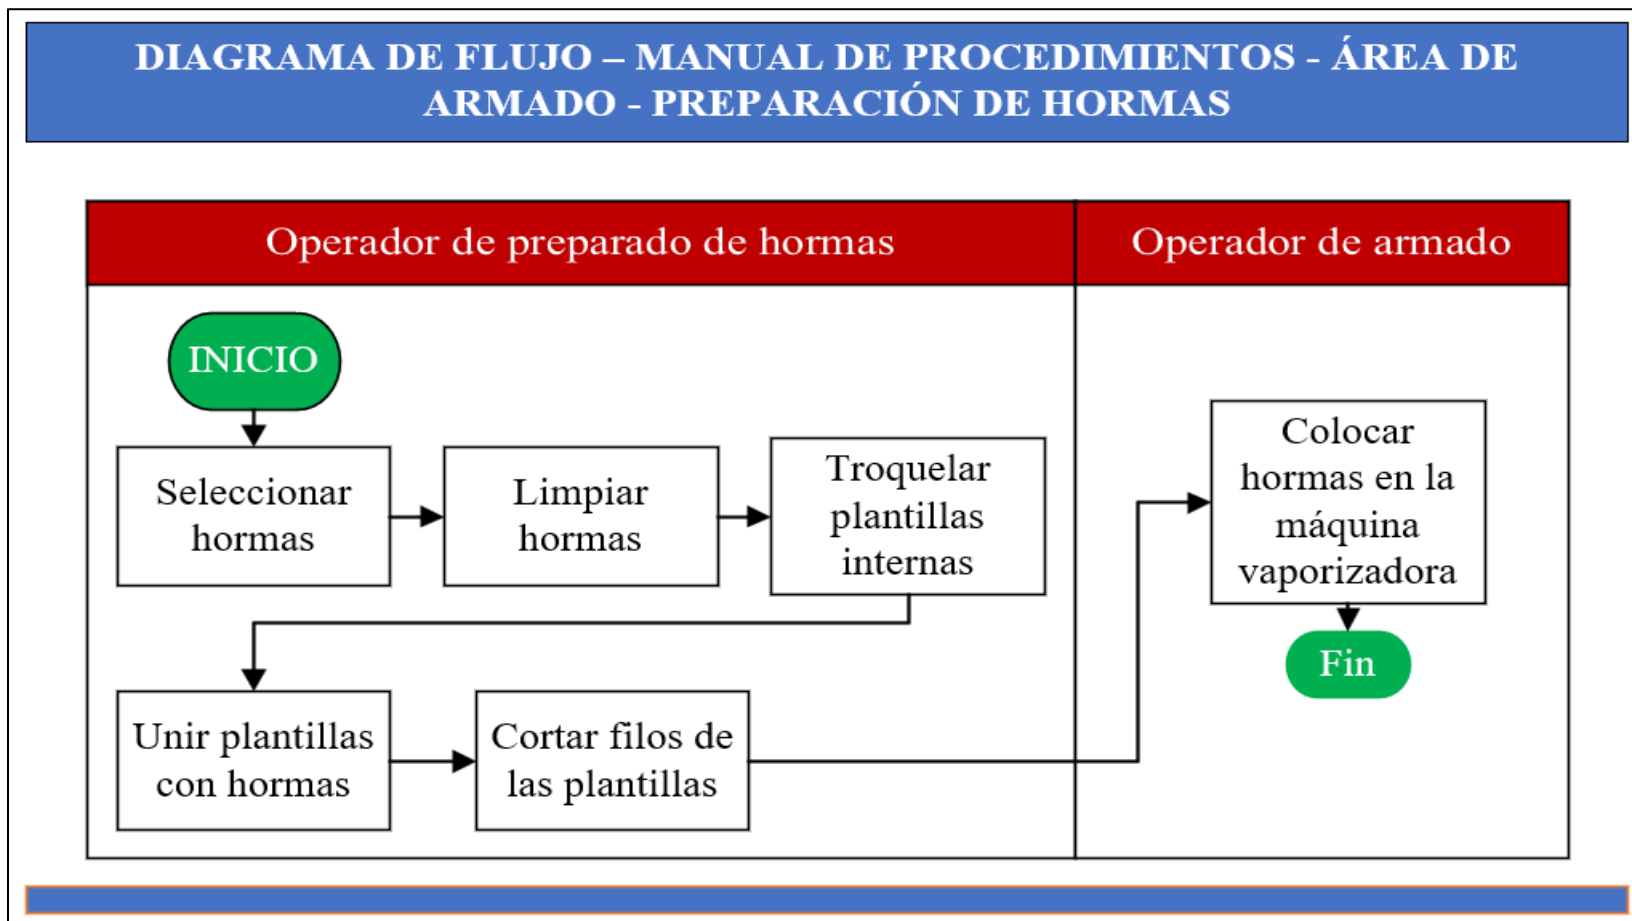 DIAGRAMA DE FLUJO – MANUAL DE PROCEDIMIENTOS - ÁREA DE
ARMADO - PREPARACIÓN DE HORMAS
Operador de preparado de hormas
Operador de armado
INICIO
Seleccionar
hormas
Limpiar
hormas
Troquelar
plantillas
internas
Unir plantillas
con hormas
Cortar filos de
las plantillas
Colocar
hormas en la
máquina
vaporizadora
Fin